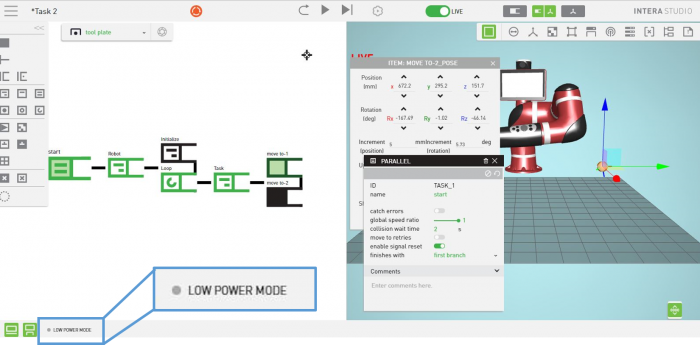 *Task 2
LIVE
INTERA STUDIO
tool plate
LIVE
ITEM: MOVE TO-2_POSE
Position
(mm)
x 672.2
y 295.2
z 151.7
Rotation
(deg)
Rx -167.69
Ry -1.02
Rz -46.14
Increment
(position)
5
mm
Increment
(rotation)
5.73
deg
PARALLEL
ID
TASK_1
name
start
catch errors
global speed ratio
1
collision wait time
2
s
move to retries
enable signal reset
finishes with
first branch
Comments
Enter comments here.
start
Robot
Initialize
Loop
Task
move to-1
move to-2
LOW POWER MODE
LOW POWER MODE